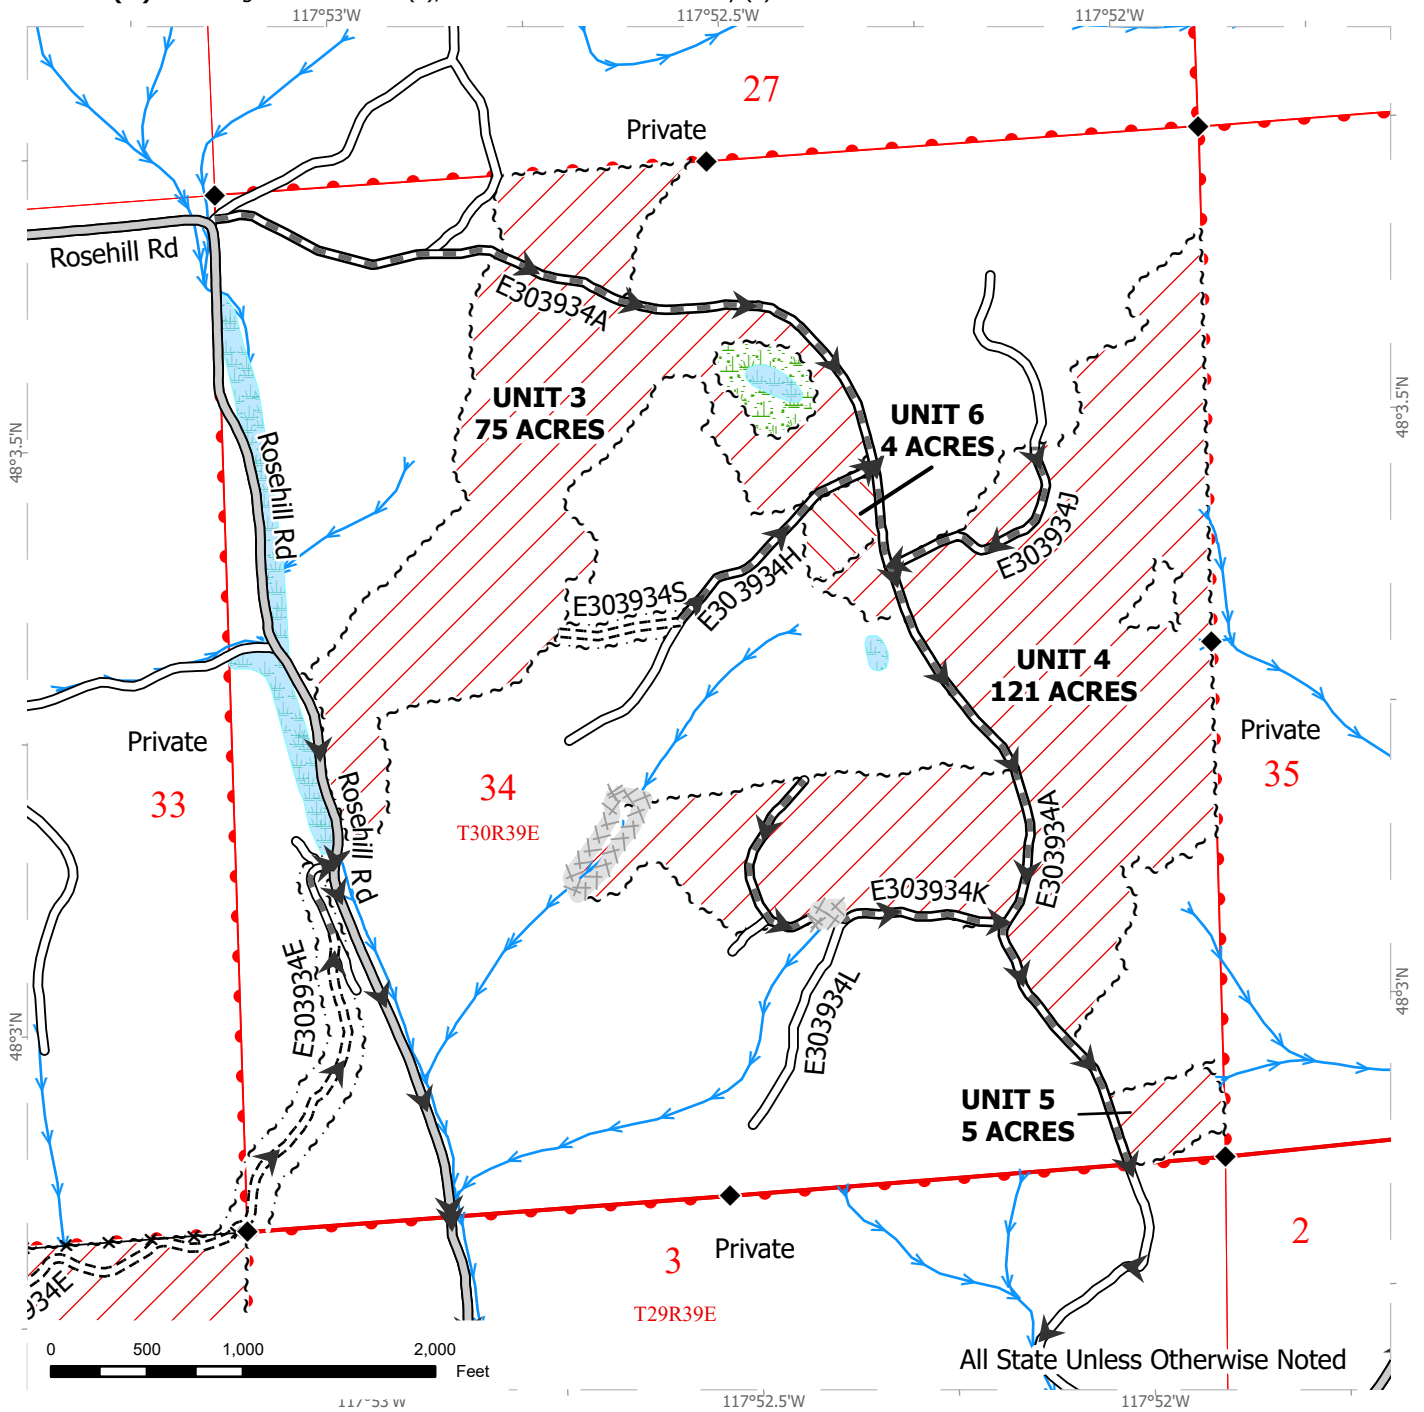 117°53'W
117°52.5'W
117°52'W
27
Private
Rosehill Rd
E303934A
48°3.5'N
48°3.5'N
UNIT 3
75 ACRES
UNIT 6
4 ACRES
Rosehill Rd
E303934J
E303934H
E303934S
UNIT 4
121 ACRES
Private
Private
33
34
35
T30R39E
Rosehill Rd
E303934A
E303934K
E303934E
E303934L
48°3'N
48°3'N
UNIT 5
5 ACRES
2
3
Private
934E
T29R39E
0 500 1,000 2,000
Feet
All State Unless Otherwise Noted
117°53'W
117°52.5'W
117°52'W